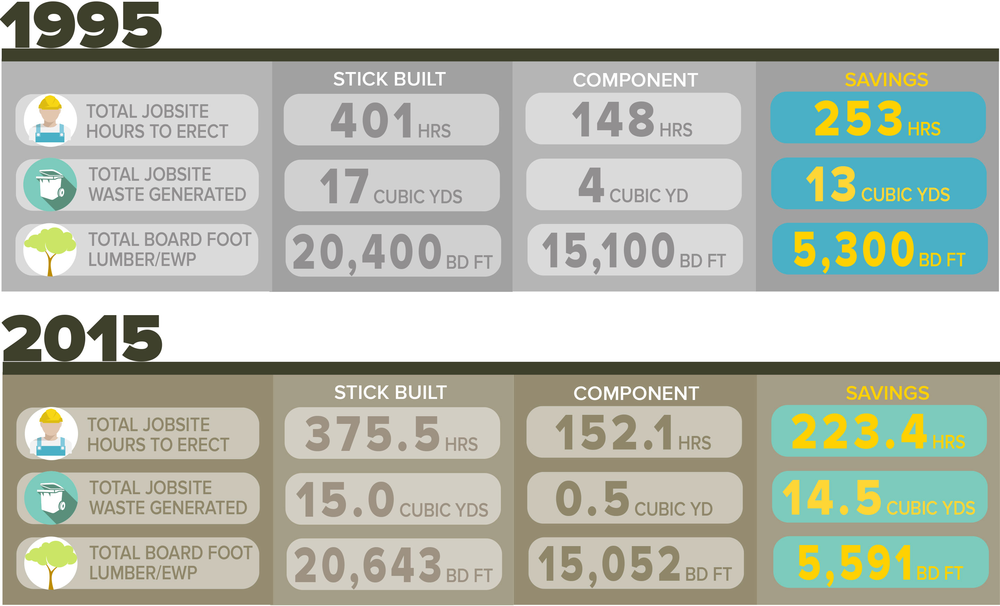 1995
STICK BUILT
COMPONENT
SAVINGS
TOTAL JOBSITE
HOURS TO ERECT
401 HRS
148 HRS
253 HRS
TOTAL JOBSITE
WASTE GENERATED
17 CUBIC YDS
4 CUBIC YD
13 CUBIC YDS
TOTAL BOARD FOOT
LUMBER/EWP
20,400 BD FT
15,100 BD FT
5,300 BD FT
2015
STICK BUILT
COMPONENT
SAVINGS
TOTAL JOBSITE
HOURS TO ERECT
375.5 HRS
152.1 HRS
223.4 HRS
TOTAL JOBSITE
WASTE GENERATED
15.0 CUBIC YDS
0.5 CUBIC YD
14.5 CUBIC YDS
TOTAL BOARD FOOT
LUMBER/EWP
20,643 BD FT
15,052 BD FT
5,591 BD FT